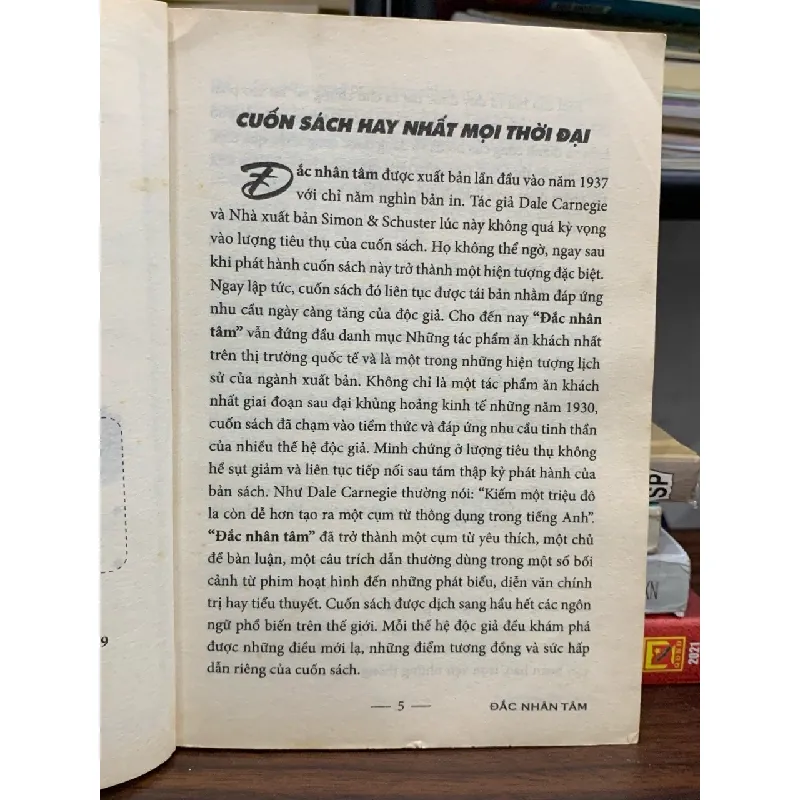 CUỐN SÁCH HAY NHẤT MỌI THỜI ĐẠI
Đắc nhân tâm được xuất bản lần đầu vào năm 1937
với chỉ năm nghìn bản in. Tác giả Dale Carnegie
và Nhà xuất bản Simon & Schuster lúc này không quá kỳ vọng
vào lượng tiêu thụ của cuốn sách. Họ không thể ngờ, ngay sau
khi phát hành cuốn sách này trở thành một hiện tượng đặc biệt.
Ngay lập tức, cuốn sách đó liên tục được tái bản nhằm đáp ứng
nhu cầu ngày càng tăng của độc giả. Cho đến nay “Đắc nhân
tâm” vẫn đứng đầu danh mục Những tác phẩm ăn khách nhất
trên thị trường quốc tế và là một trong những hiện tượng lịch
sử của ngành xuất bản. Không chỉ là một tác phẩm ăn khách
nhất giai đoạn sau đại khủng hoảng kinh tế những năm 1930,
cuốn sách đã chạm vào tiềm thức và đáp ứng nhu cầu tinh thần
của nhiều thế hệ độc giả. Minh chứng ở lượng tiêu thụ không
hề sụt giảm và liên tục tiếp nối sau tám thập kỷ phát hành của
bản sách. Như Dale Carnegie thường nói: “Kiếm một triệu đô
la còn dễ hơn tạo ra một cụm từ thông dụng trong tiếng Anh”.
“Đắc nhân tâm” đã trở thành một cụm từ yêu thích, một chủ
đề bàn luận, một câu trích dẫn thường dùng trong một số bối
cảnh từ phim hoạt hình đến những phát biểu, diễn văn chính
trị hay tiểu thuyết. Cuốn sách được dịch sang hầu hết các ngôn
ngữ phổ biến trên thế giới. Mỗi thế hệ độc giả đều khám phá
được những điều mới lạ, những điểm tương đồng và sức hấp
dẫn riêng của cuốn sách.
— 5 — ĐẮC NHÂN TÂM
9
SP
KN
2021